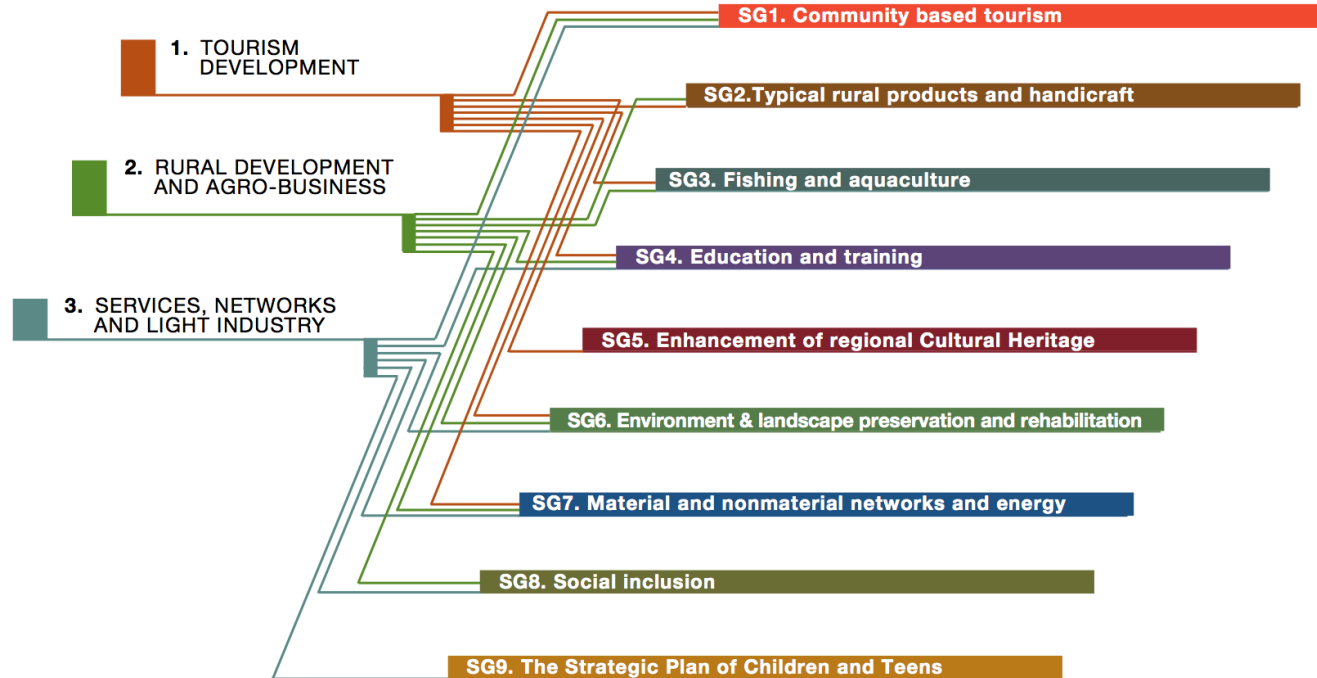 1. TOURISM
DEVELOPMENT
2. RURAL DEVELOPMENT
AND AGRO-BUSINESS
3. SERVICES, NETWORKS
AND LIGHT INDUSTRY
SG1. Community based tourism
SG2.Typical rural products and handicraft
SG3. Fishing and aquaculture
SG4. Education and training
SG5. Enhancement of regional Cultural Heritage
SG6. Environment & landscape preservation and rehabilitation
SG7. Material and nonmaterial networks and energy
SG8. Social inclusion
SG9. The Strategic Plan of Children and Teens